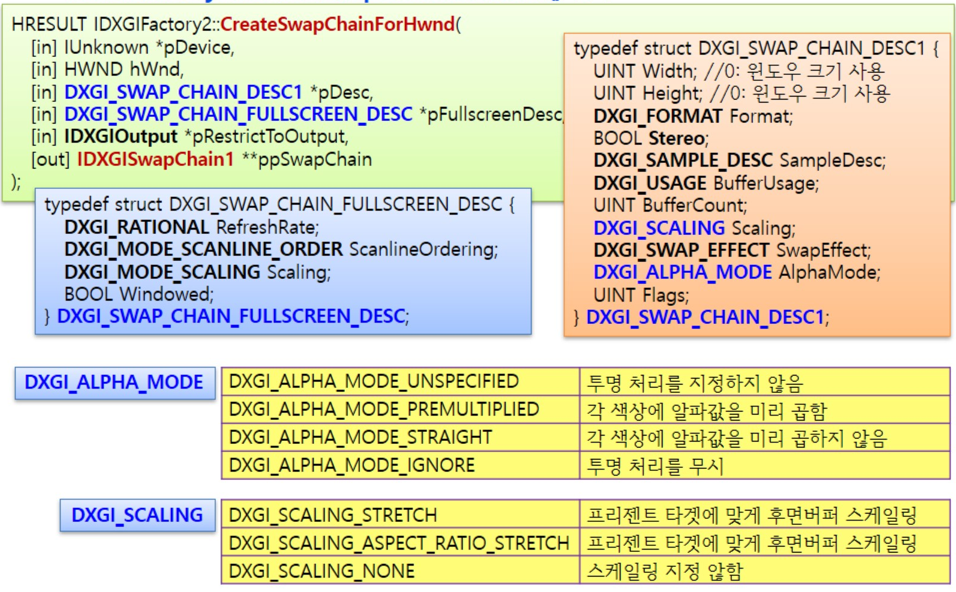 HRESULT IDXGIFactory2::CreateSwapChainForHwnd(
[in] IUnknown *pDevice,
[in] HWND hWnd,
[in] DXGI_SWAP_CHAIN_DESC1 *pDesc,
[in] DXGI_SWAP_CHAIN_FULLSCREEN_DESC *pFullscreenDesc,
[in] IDXGIOutput *pRestrictToOutput,
[out] IDXGISwapChain1 **ppSwapChain
);
typedef struct DXGI_SWAP_CHAIN_DESC1 {
UINT Width; //0: 윈도우 크기 사용
UINT Height; //0: 윈도우 크기 사용
DXGI_FORMAT Format;
BOOL Stereo;
DXGI_SAMPLE_DESC SampleDesc;
DXGI_USAGE BufferUsage;
UINT BufferCount;
DXGI_SCALING Scaling;
DXGI_SWAP_EFFECT SwapEffect;
DXGI_ALPHA_MODE AlphaMode;
UINT Flags;
} DXGI_SWAP_CHAIN_DESC1;
typedef struct DXGI_SWAP_CHAIN_FULLSCREEN_DESC {
DXGI_RATIONAL RefreshRate;
DXGI_MODE_SCANLINE_ORDER ScanlineOrdering;
DXGI_MODE_SCALING Scaling;
BOOL Windowed;
} DXGI_SWAP_CHAIN_FULLSCREEN_DESC;
DXGI_ALPHA_MODE
DXGI_ALPHA_MODE_UNSPECIFIED 투명 처리를 지정하지 않음
DXGI_ALPHA_MODE_PREMULTIPLIED 각 색상에 알파값을 미리 곱함
DXGI_ALPHA_MODE_STRAIGHT 각 색상에 알파값을 미리 곱하지 않음
DXGI_ALPHA_MODE_IGNORE 투명 처리를 무시
DXGI_SCALING
DXGI_SCALING_STRETCH 프리젠트 타겟에 맞게 후면버퍼 스케일링
DXGI_SCALING_ASPECT_RATIO_STRETCH 프리젠트 타겟에 맞게 후면버퍼 스케일링
DXGI_SCALING_NONE 스케일링 지정 않함